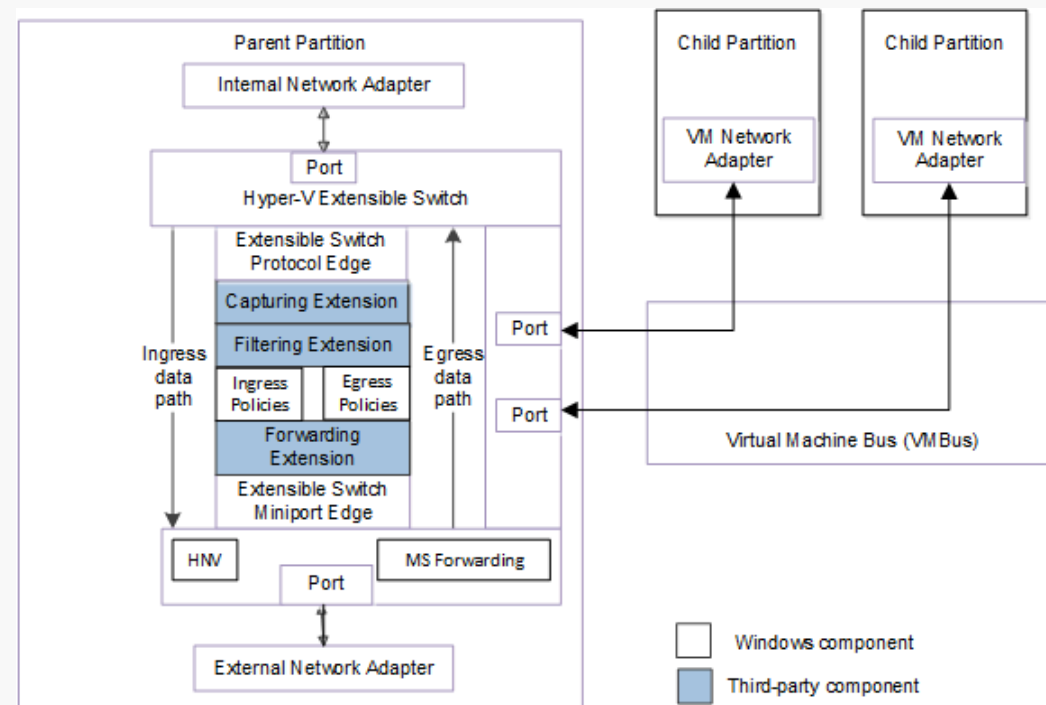 Parent Partition
Internal Network Adapter
Port
Hyper-V Extensible Switch
Extensible Switch
Protocol Edge
Capturing Extension
Filtering Extension
Ingress
Policies
Egress
Policies
Forwarding
Extension
Extensible Switch
Miniport Edge
Ingress
data
path
Egress
data
path
Port
Port
HNV
MS Forwarding
Port
External Network Adapter
Child Partition
VM Network
Adapter
Child Partition
VM Network
Adapter
Virtual Machine Bus (VMBus)
Windows component
Third-party component